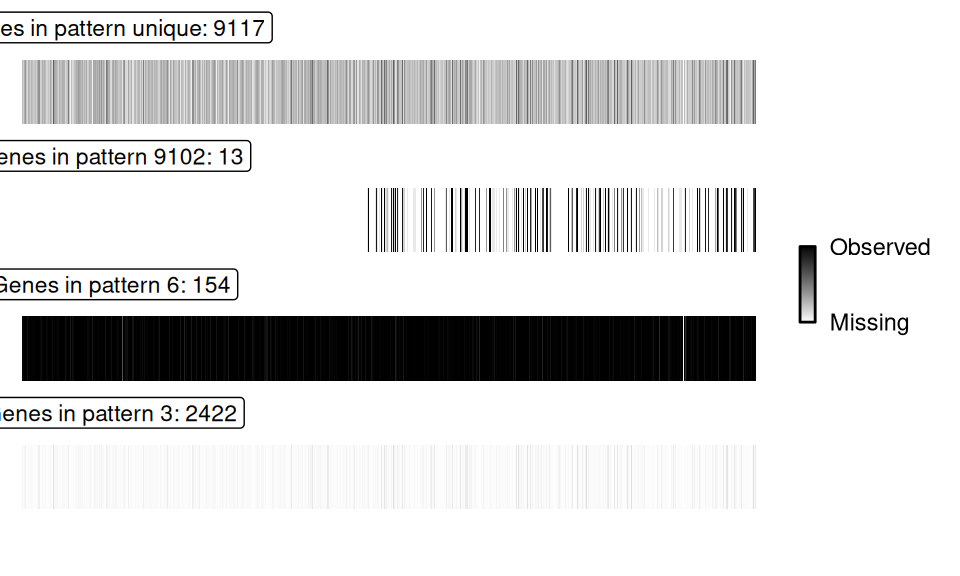 es in pattern unique: 9117
enes in pattern 9102: 13
Genes in pattern 6: 154
enes in pattern 3: 2422
Observed
Missing